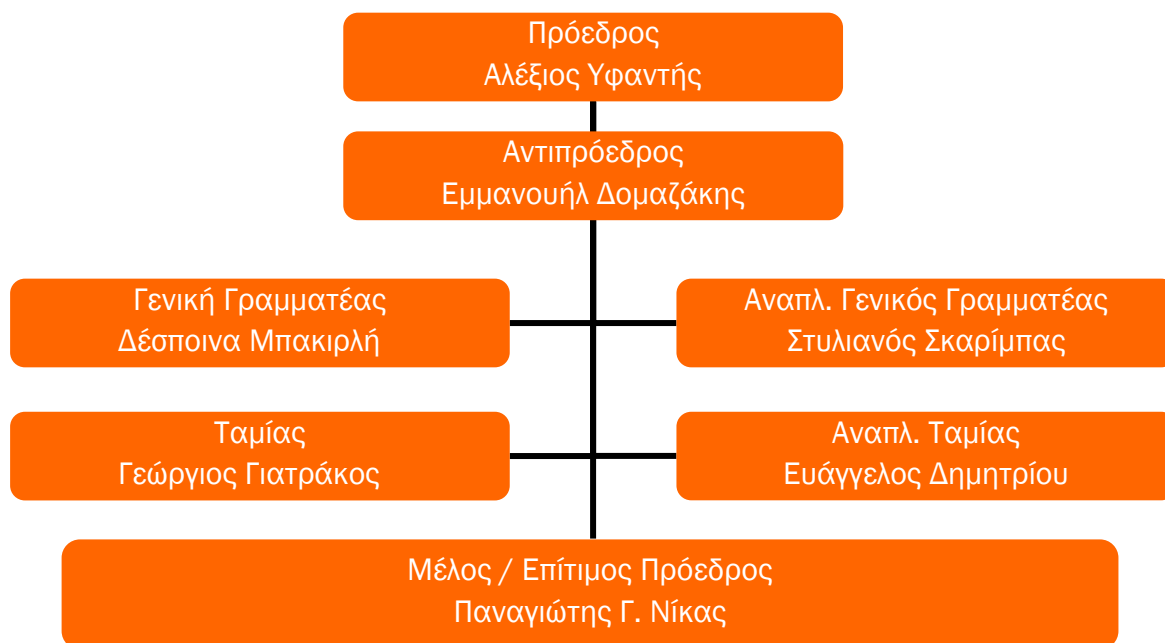 Πρόεδρος
Αλέξιος Υφαντής
Αντιπρόεδρος
Εμμανουήλ Δομαζάκης
Γενική Γραμματέας
Δέσποινα Μπακιρλή
Αναπλ. Γενικός Γραμματέας
Στυλιανός Σκαρίμπας
Ταμίας
Γεώργιος Γιατράκος
Αναπλ. Ταμίας
Ευάγγελος Δημητρίου
Μέλος / Επίτιμος Πρόεδρος
Παναγιώτης Γ. Νίκας